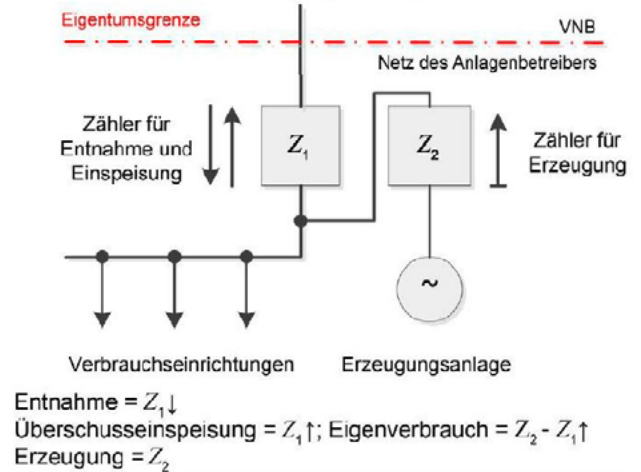 Eigentumsgrenze
VNB
Netz des Anlagenbetreibers
Zähler für
Entnahme und
Einspeisung
Z₁
Z₂
Zähler für
Erzeugung
~
Verbrauchseinrichtungen
Erzeugungsanlage
Entnahme = Z₁↓
Überschusseinspeisung = Z₁↑; Eigenverbrauch = Z₂ - Z₁↑
Erzeugung = Z₂